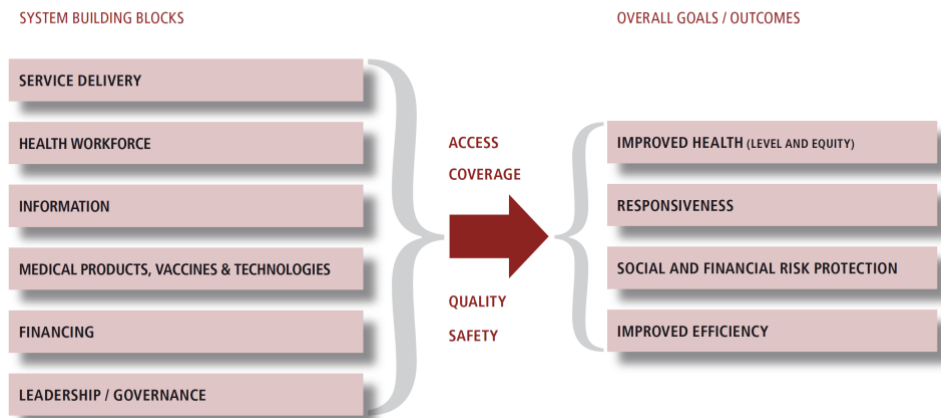 SYSTEM BUILDING BLOCKS
SERVICE DELIVERY
HEALTH WORKFORCE
INFORMATION
MEDICAL PRODUCTS, VACCINES & TECHNOLOGIES
FINANCING
LEADERSHIP / GOVERNANCE
ACCESS
COVERAGE
QUALITY
SAFETY
OVERALL GOALS / OUTCOMES
IMPROVED HEALTH (LEVEL AND EQUITY)
RESPONSIVENESS
SOCIAL AND FINANCIAL RISK PROTECTION
IMPROVED EFFICIENCY